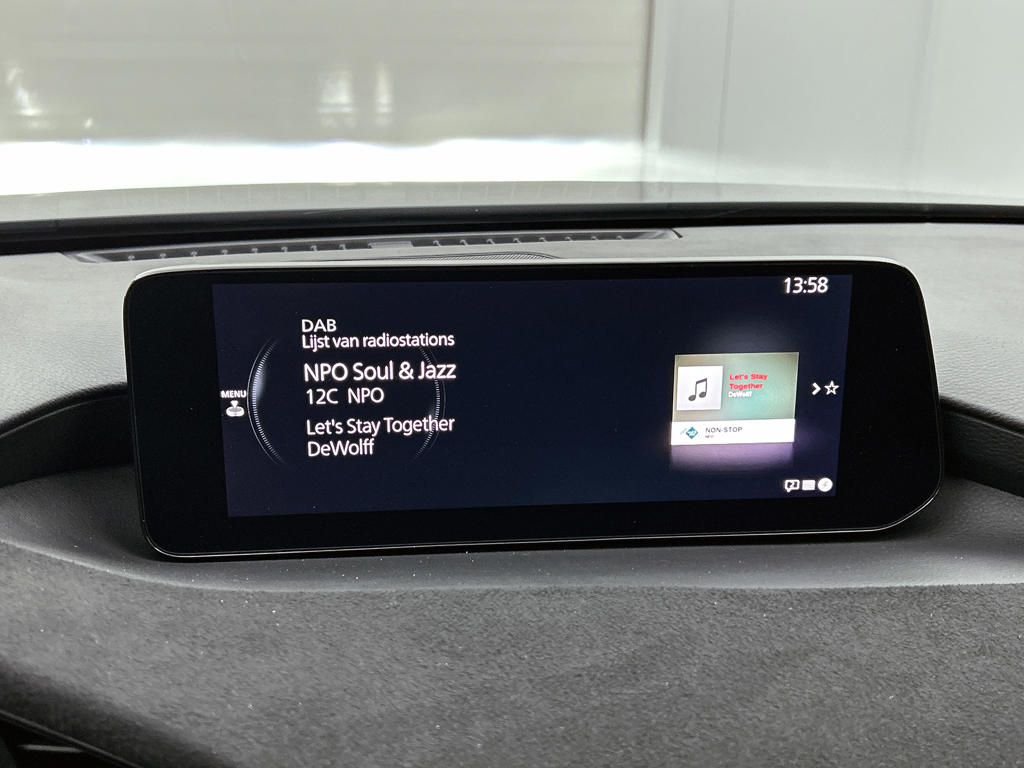 13:58
DAB
Lijst van radiostations
NPO Soul & Jazz
12C NPO
Let's Stay Together
DeWolff
MENU
Let's Stay
Together
DeWolff
NON-STOP
NPO